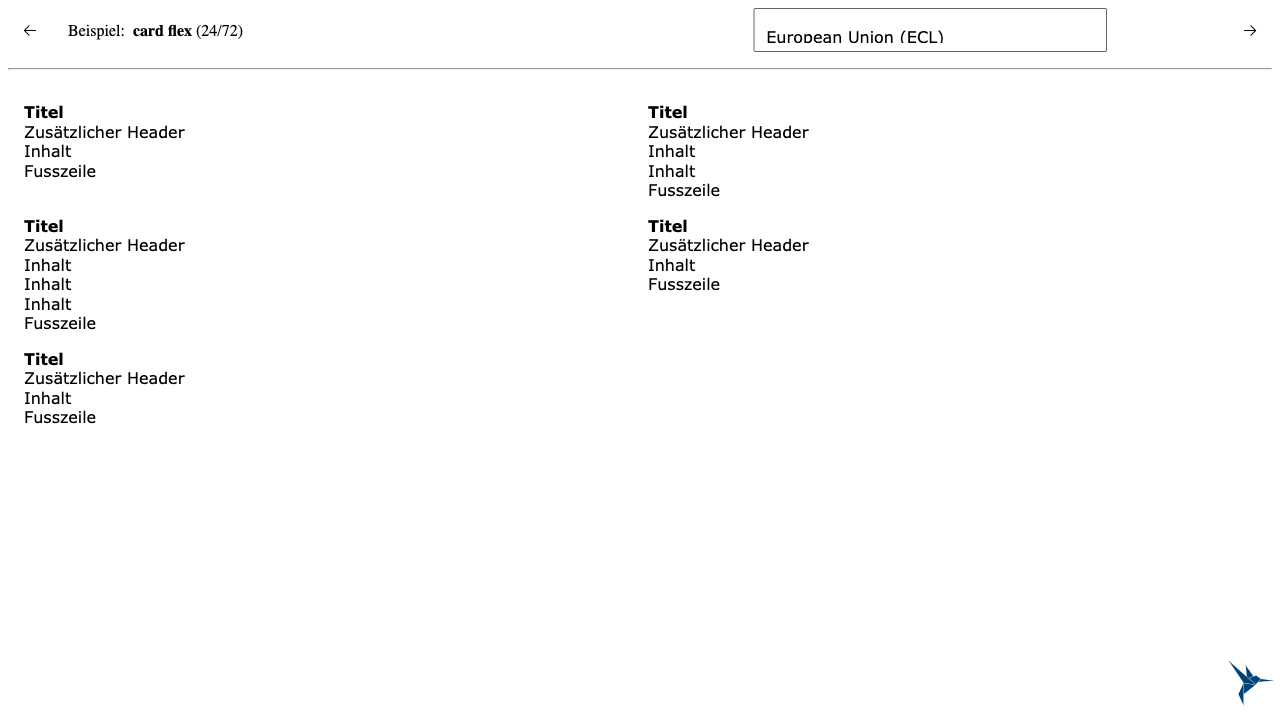 ← Beispiel: card flex (24/72) European Union (ECL) →
Titel
Zusätzlicher Header
Inhalt
Fusszeile
Titel
Zusätzlicher Header
Inhalt
Inhalt
Fusszeile
Titel
Zusätzlicher Header
Inhalt
Inhalt
Inhalt
Fusszeile
Titel
Zusätzlicher Header
Inhalt
Fusszeile
Titel
Zusätzlicher Header
Inhalt
Fusszeile